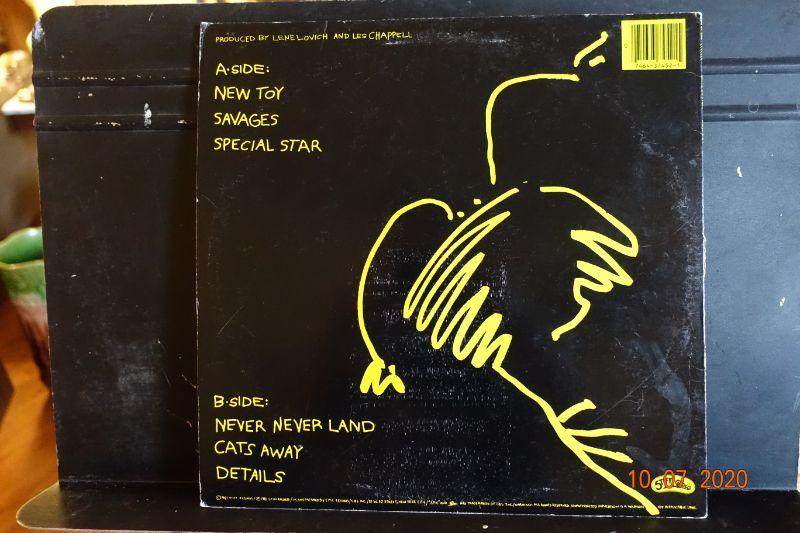 PRODUCED BY LENE LOVICH AND LES CHAPPELL
A·SIDE:
NEW TOY
SAVAGES
SPECIAL STAR
B·SIDE:
NEVER NEVER LAND
CATS AWAY
DETAILS
10 07 2020